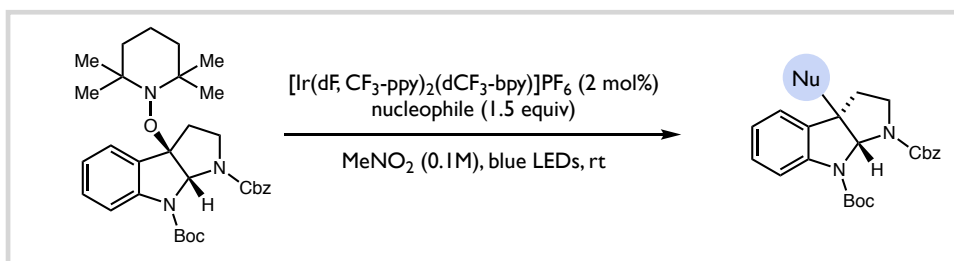 Me
Me
Me
Me
N
O
N
Cbz
N
H
Boc
[Ir(dF, CF3-ppy)2(dCF3-bpy)]PF6 (2 mol%)
nucleophile (1.5 equiv)
MeNO2 (0.1M), blue LEDs, rt
Nu
N
Cbz
N
H
Boc